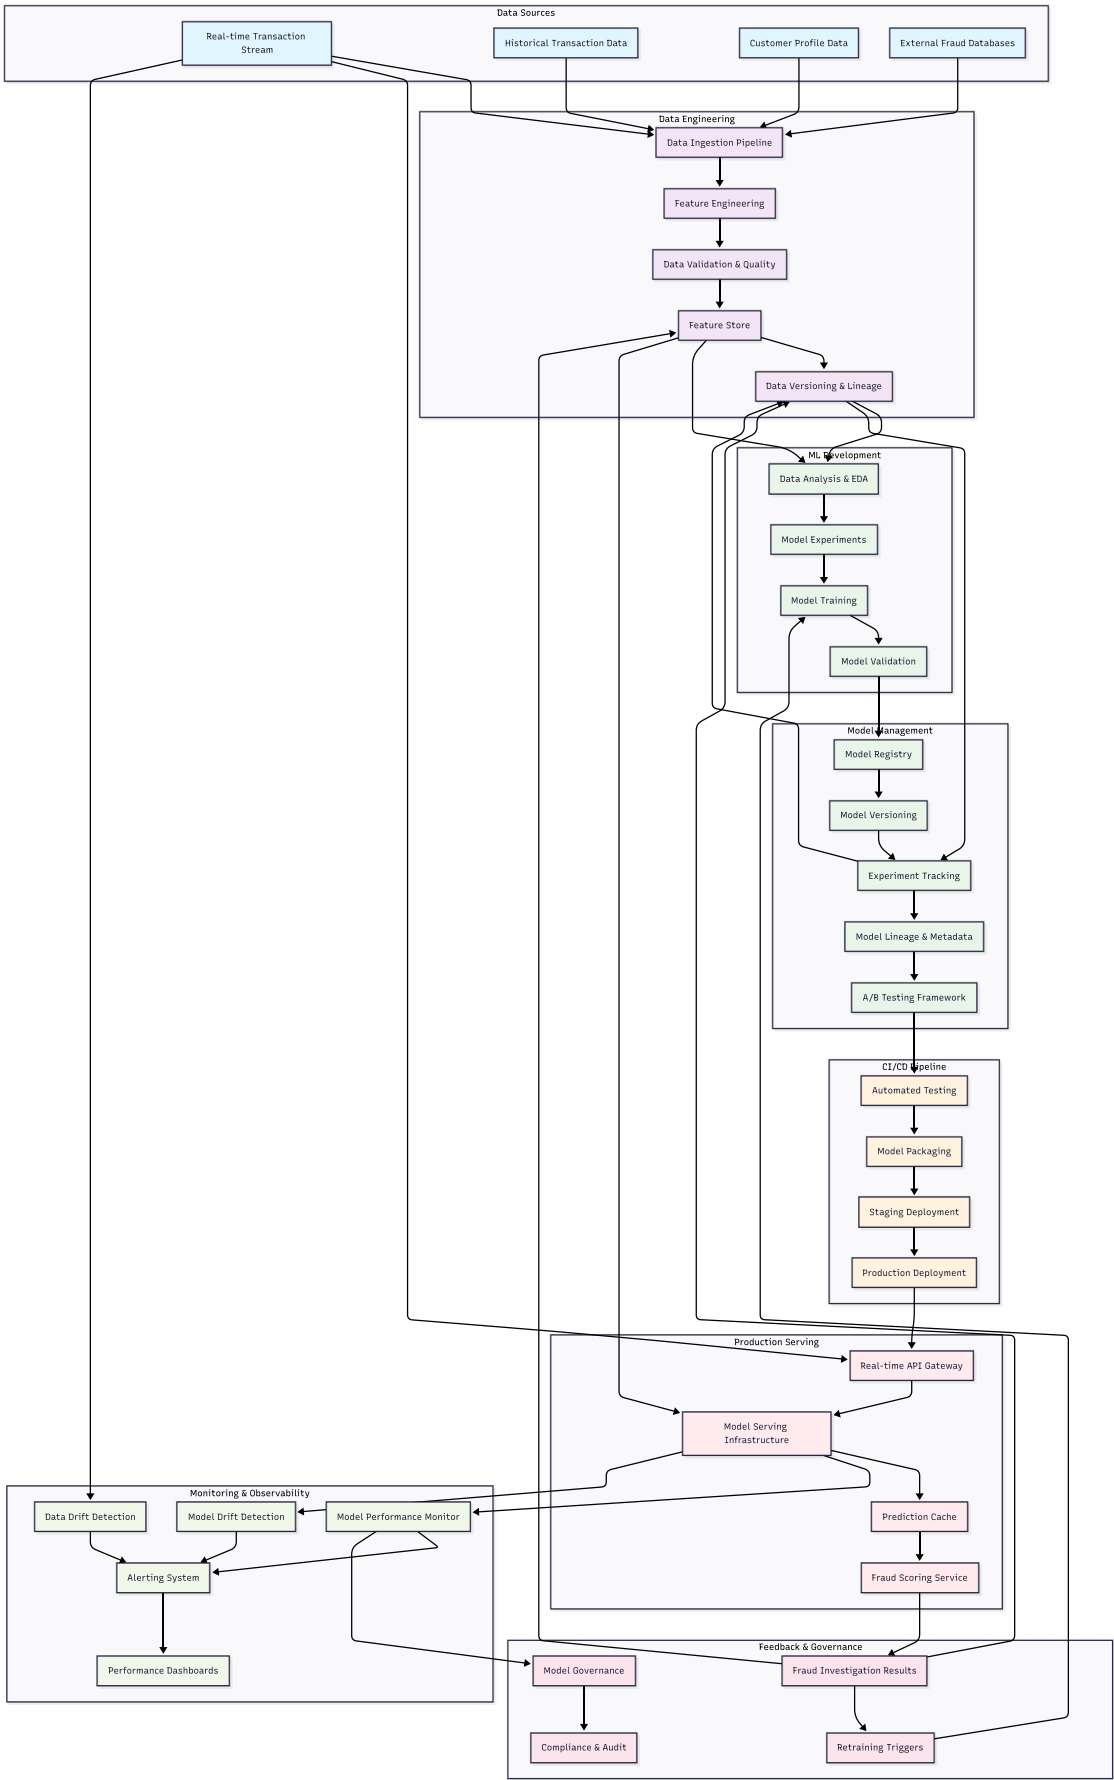 Data Sources
Real-time Transaction
Stream
Historical Transaction Data
Customer Profile Data
External Fraud Databases
Data Engineering
Data Ingestion Pipeline
Feature Engineering
Data Validation & Quality
Feature Store
Data Versioning & Lineage
ML Development
Data Analysis & EDA
Model Experiments
Model Training
Model Validation
Model Management
Model Registry
Model Versioning
Experiment Tracking
Model Lineage & Metadata
A/B Testing Framework
CI/CD Pipeline
Automated Testing
Model Packaging
Staging Deployment
Production Deployment
Production Serving
Real-time API Gateway
Model Serving
Infrastructure
Prediction Cache
Fraud Scoring Service
Monitoring & Observability
Data Drift Detection
Model Drift Detection
Model Performance Monitor
Alerting System
Performance Dashboards
Feedback & Governance
Model Governance
Fraud Investigation Results
Compliance & Audit
Retraining Triggers